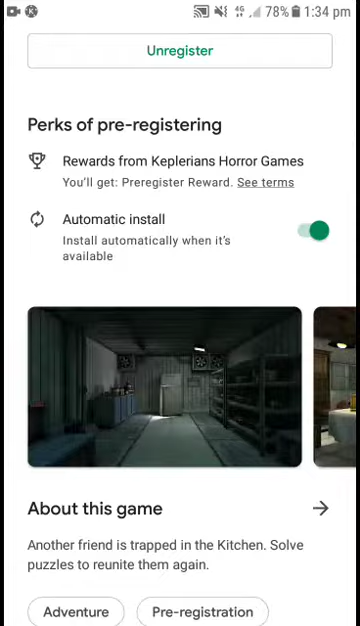 4G 78% 1:34 pm
Unregister
Perks of pre-registering
Rewards from Keplerians Horror Games
You'll get: Preregister Reward. See terms
Automatic install
Install automatically when it's
available
About this game
Another friend is trapped in the Kitchen. Solve
puzzles to reunite them again.
Adventure
Pre-registration